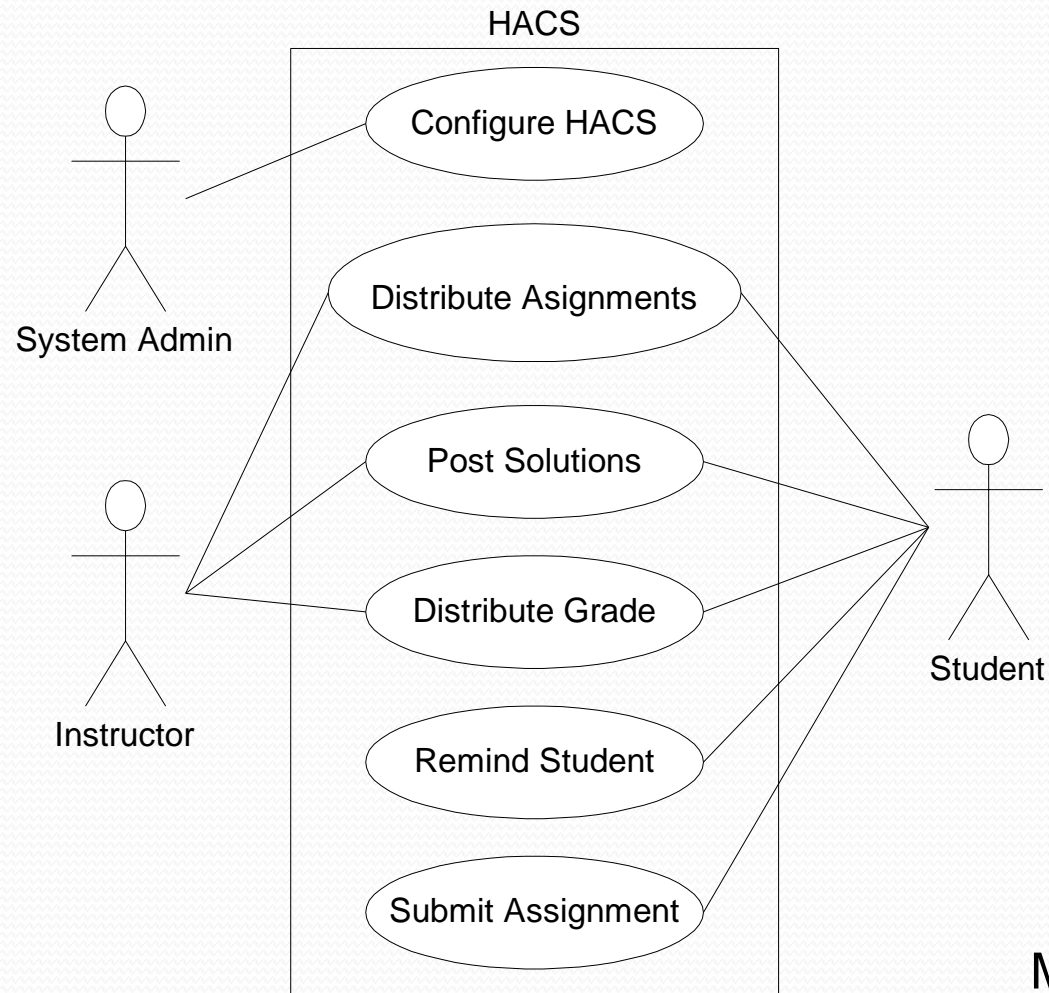 HACS
Configure HACS
Distribute Asignments
System Admin
Post Solutions
Distribute Grade
Student
Instructor
Remind Student
Submit Assignment
M